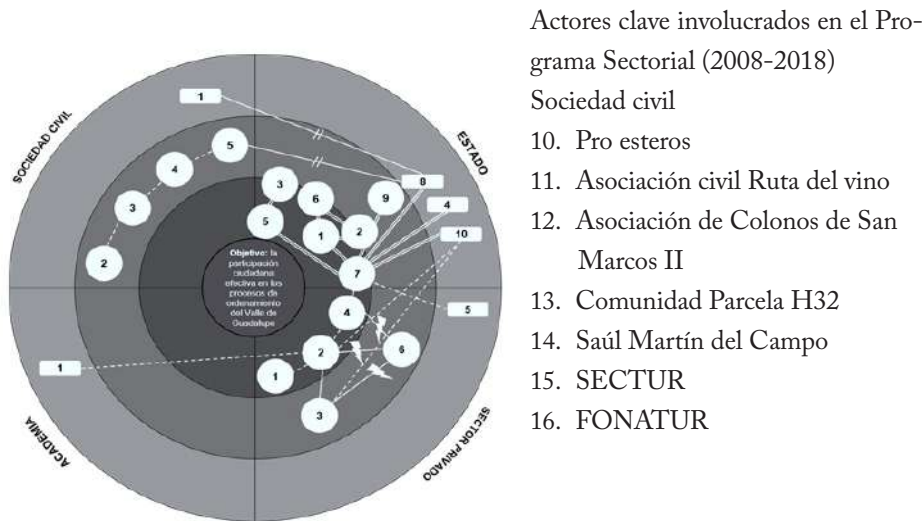 Actores clave involucrados en el Pro-
grama Sectorial (2008-2018)
Sociedad civil
10. Pro esteros
11. Asociación civil Ruta del vino
12. Asociación de Colonos de San
Marcos II
13. Comunidad Parcela H32
14. Saúl Martín del Campo
15. SECTUR
16. FONATUR
SOCIEDAD CIVIL
ESTADO
ACADEMIA
SECTOR PRIVADO
1
5
4
3
2
3
6
9
8
4
10
5
1
2
7
5
4
2
6
1
3
1
Objetivo: la
participación
ciudadana
efectiva en los
procesos de
ordenamiento
del Valle de
Guadalupe